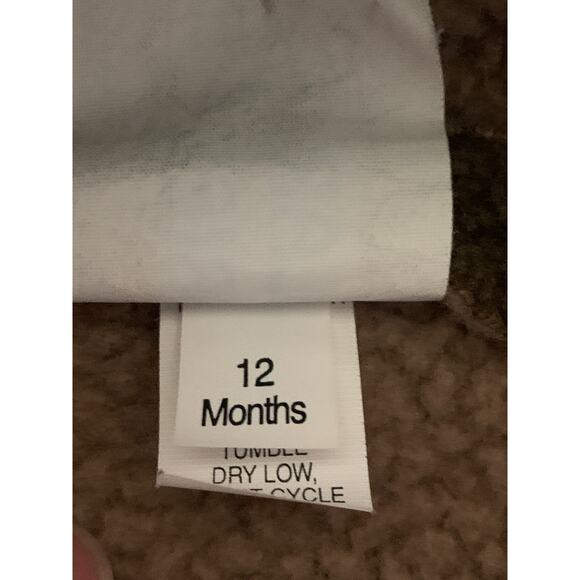 12
Months
TUMBLE
DRY LOW,
CYCLE